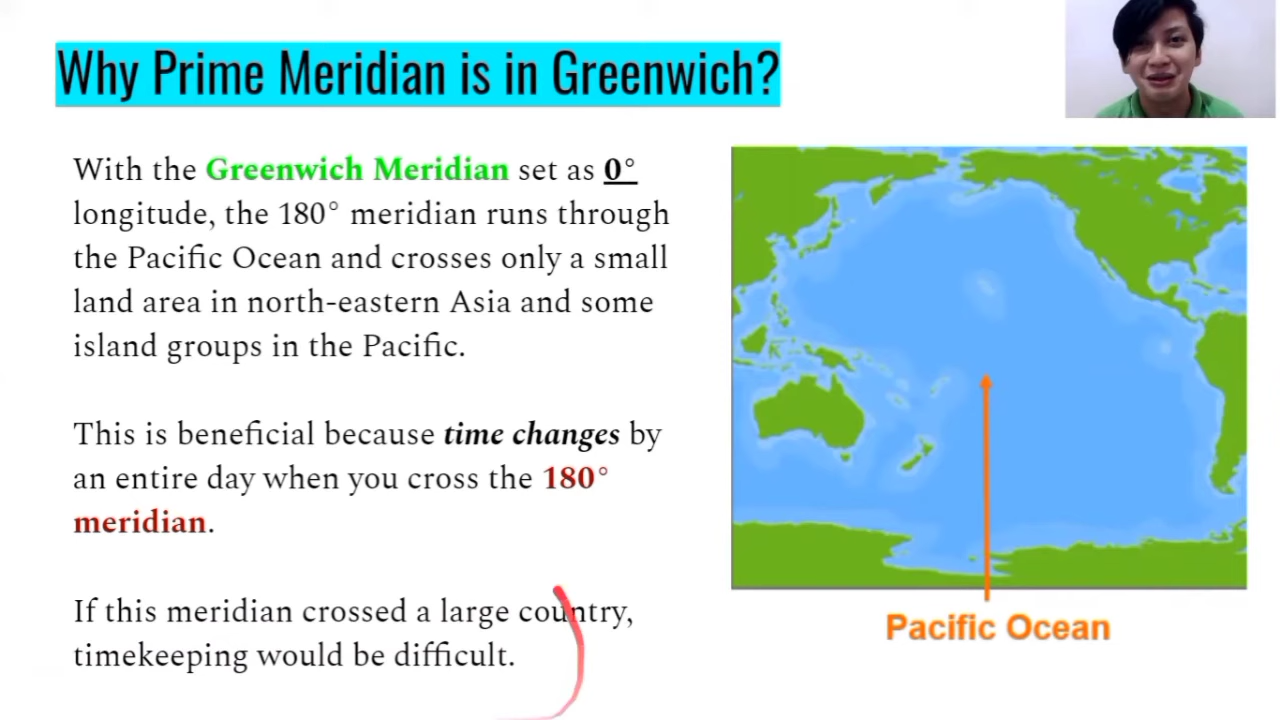 Why Prime Meridian is in Greenwich?
With the Greenwich Meridian set as 0°
longitude, the 180° meridian runs through
the Pacific Ocean and crosses only a small
land area in north-eastern Asia and some
island groups in the Pacific.
This is beneficial because time changes by
an entire day when you cross the 180°
meridian.
If this meridian crossed a large country,
timekeeping would be difficult.
Pacific Ocean